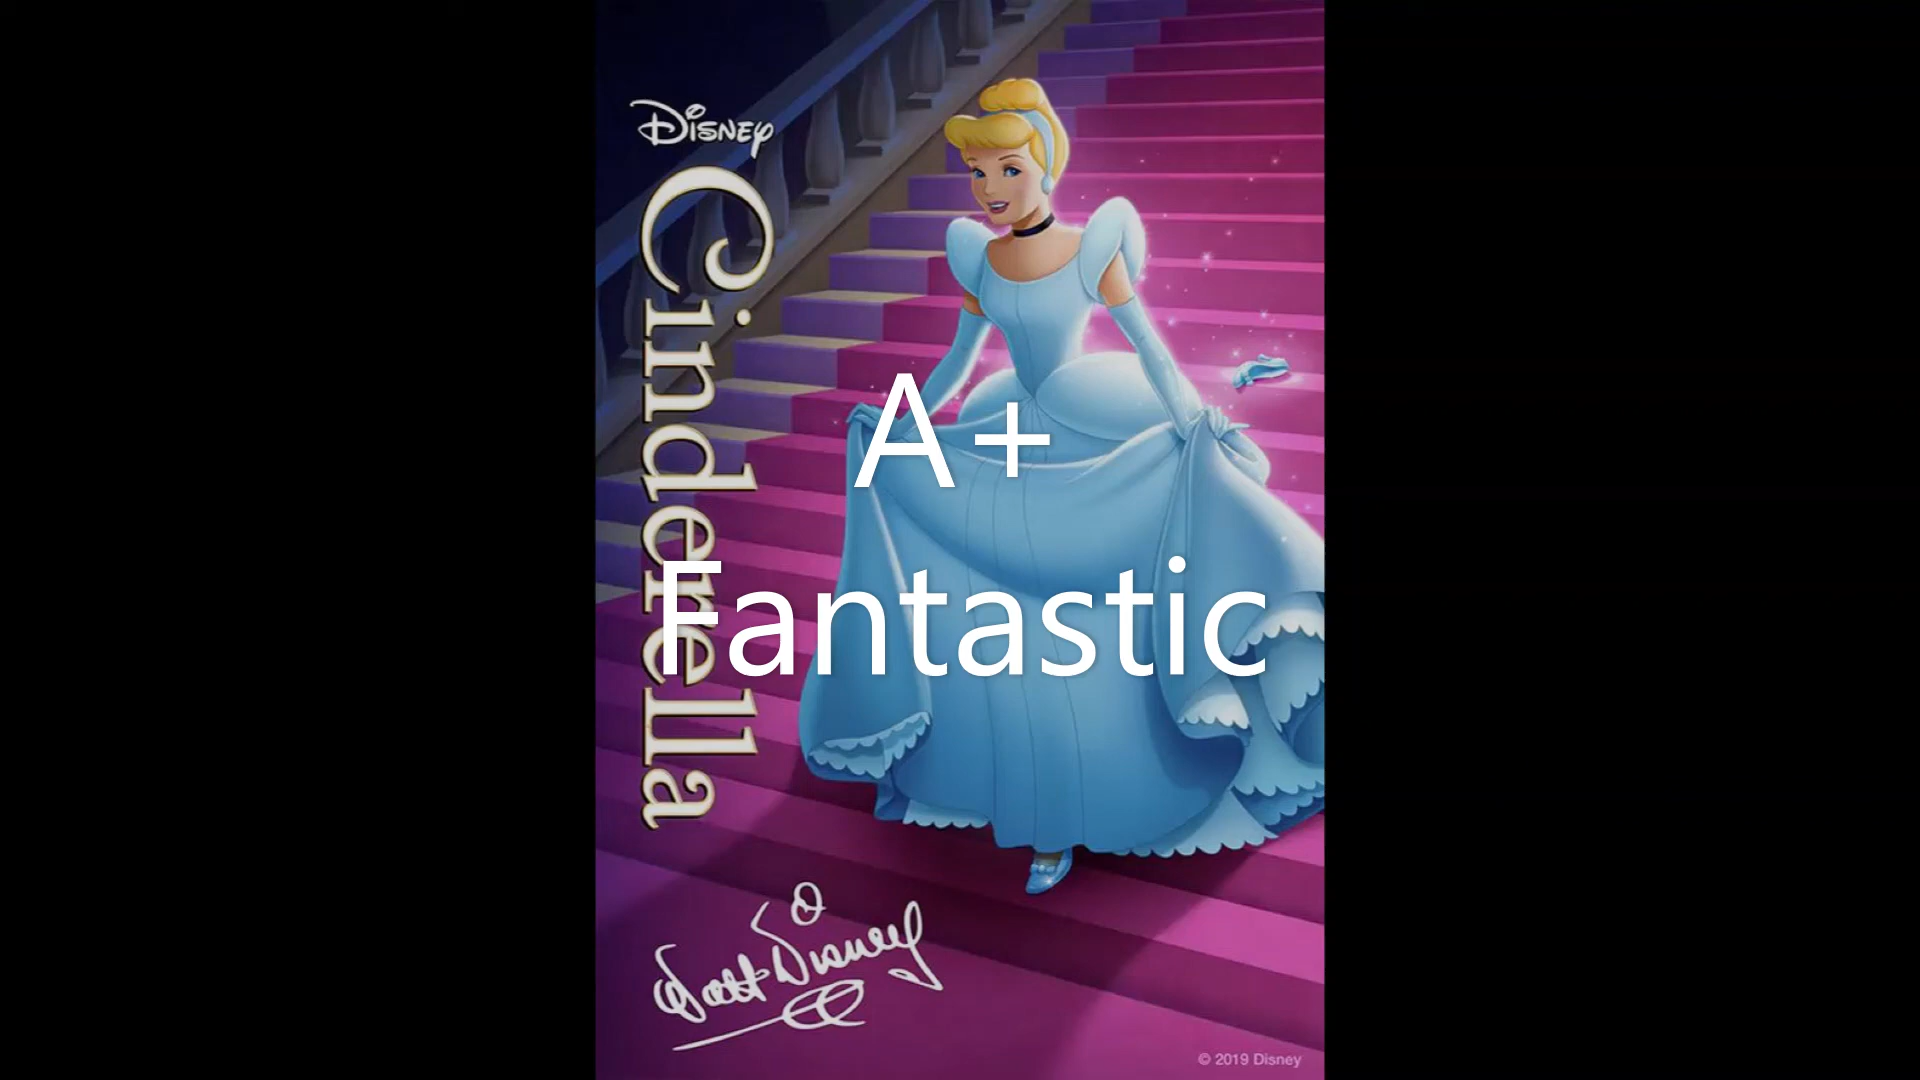 Disney
Cinderella
A+
Fantastic
Walt Disney
© 2019 Disney